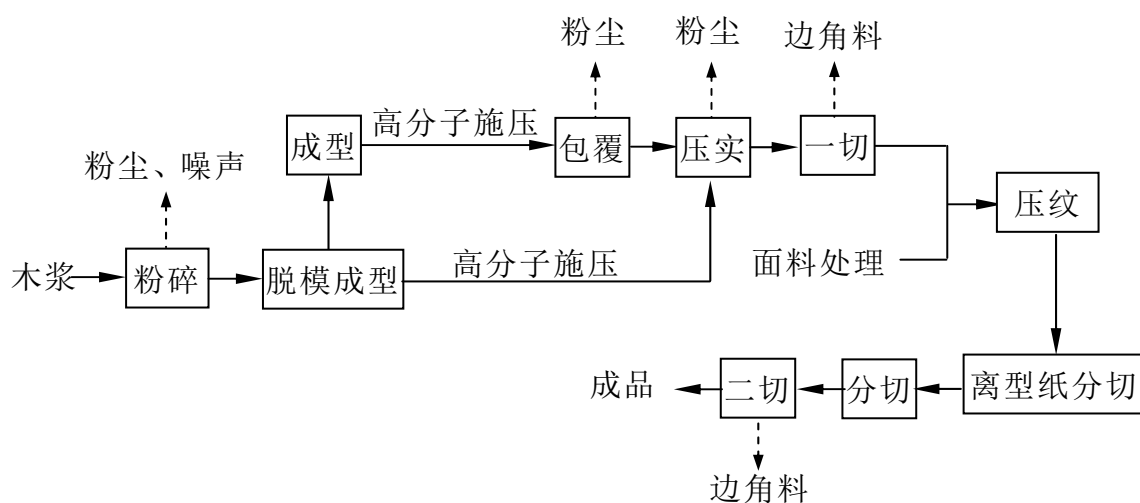 粉尘
粉尘
边角料
高分子施压
成型
包覆
压实
一切
粉尘、噪声
压纹
木浆
粉碎
脱模成型
高分子施压
面料处理
成品
二切
分切
离型纸分切
边角料